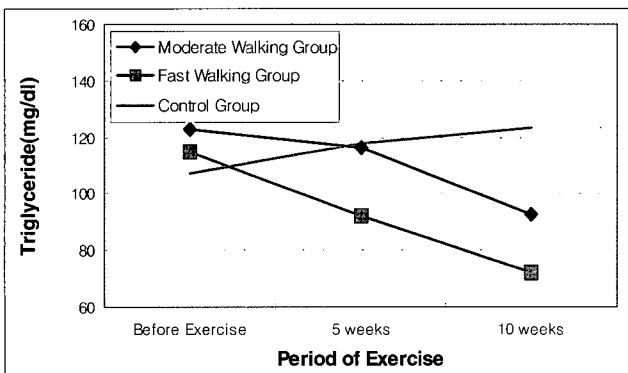 160
140
120
100
80
60
Triglyceride(mg/dl)
Moderate Walking Group
Fast Walking Group
Control Group
Before Exercise 5 weeks 10 weeks
Period of Exercise